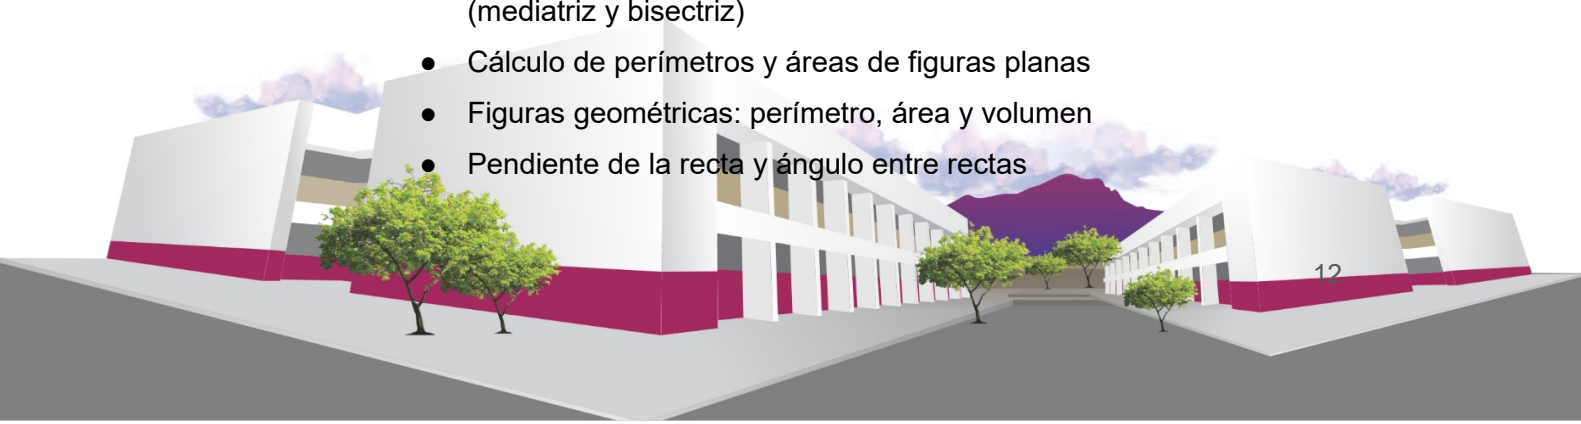 (mediatriz y bisectriz)
● Cálculo de perímetros y áreas de figuras planas
● Figuras geométricas: perímetro, área y volumen
● Pendiente de la recta y ángulo entre rectas
12